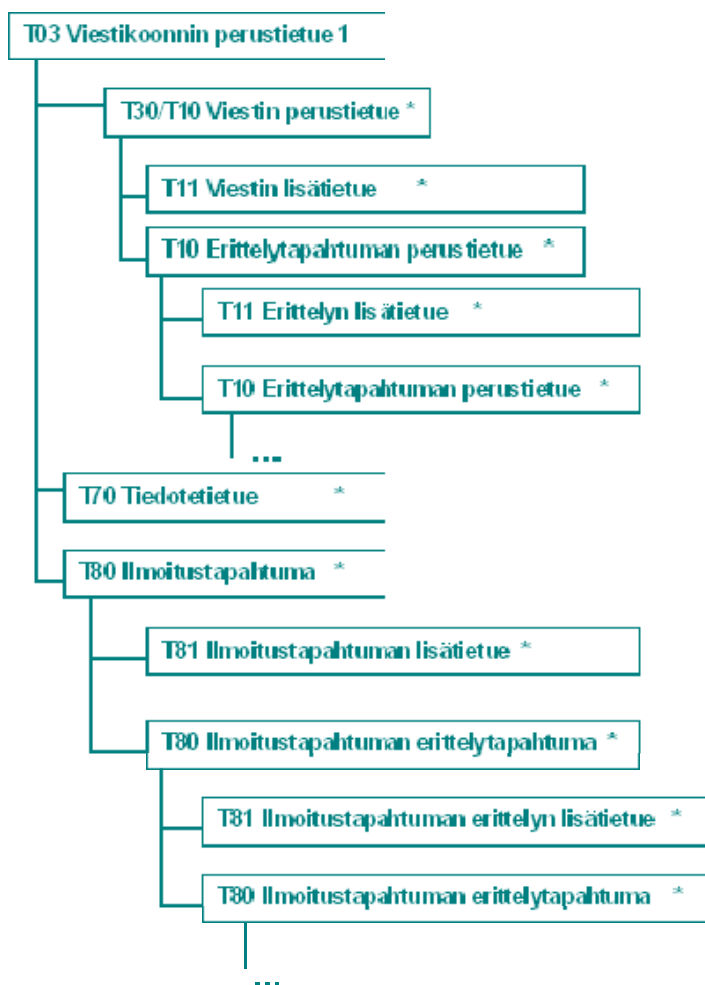 T03 Viestikoonnin perustietue 1
T30/T10 Viestin perustietue *
T11 Viestin lisätietue *
T10 Erittelytapahtuman perustietue *
T11 Erittelyn lisätietue *
T10 Erittelytapahtuman perustietue *
...
T70 Tiedotetietue *
T80 Ilmoitustapahtuma *
T81 Ilmoitustapahtuman lisätietue *
T80 Ilmoitustapahtuman erittelytapahtuma *
T81 Ilmoitustapahtuman erittelyn lisätietue *
T80 Ilmoitustapahtuman erittelytapahtuma *
...